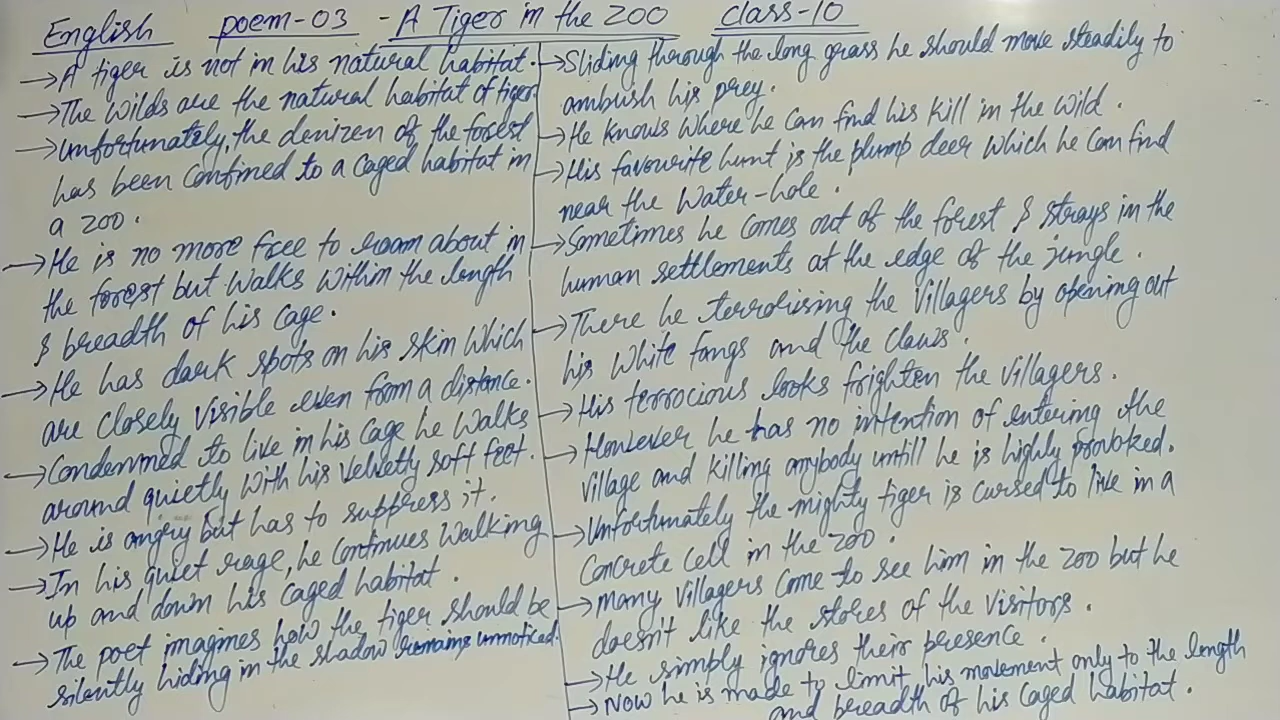 English poem-03 - A Tiger in the zoo class-10
→A tiger is not in his natural habitat.
→The wilds are the natural habitat of tiger.
→Unfortunately, the denizen of the forest
has been confined to a caged habitat in
a zoo.
→He is no more free to roam about in
the forest but walks within the length
& breadth of his cage.
→He has dark spots on his skin which
are closely visible even from a distance.
→Condemned to live in his cage he walks
around quietly with his velvetly soft feet.
→He is angry but has to suppress it.
→In his quiet rage, he continues walking
up and down his caged habitat.
→The poet imagines how the tiger should be
silently hiding in the shadow remains unnoticed.
→Sliding through the long grass he should move steadily to
ambush his prey.
→He knows where he can find his kill in the wild.
→His favourite hunt is the plump deer which he can find
near the water-hole.
→Sometimes he comes out of the forest & strays in the
human settlements at the edge of the jungle.
→There he terrorising the villagers by opening out
his white fangs and the claws.
→His ferrocious looks frighten the villagers.
→However he has no intention of entering the
village and killing anybody untill he is highly provoked.
→Unfortunately the mighty tiger is cursed to live in a
concrete cell in the zoo.
→Many villagers come to see him in the zoo but he
doesn't like the stokes of the visitors.
→He simply ignores their presence.
→Now he is made to limit his movement only to the length
and breadth of his caged habitat.